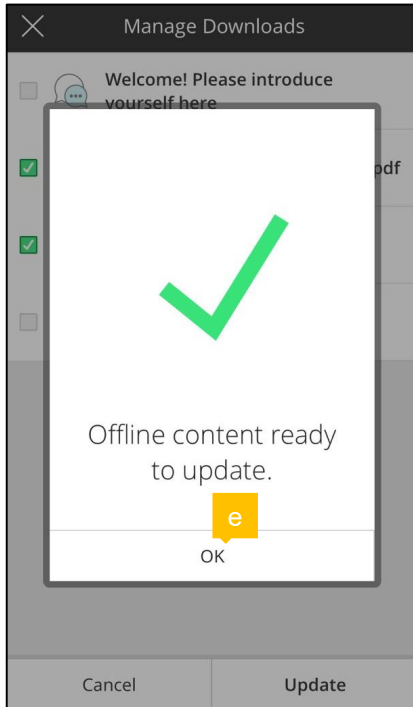 Manage Downloads
Welcome! Please introduce
yourself here
pdf
Offline content ready
to update.
e
OK
Cancel
Update